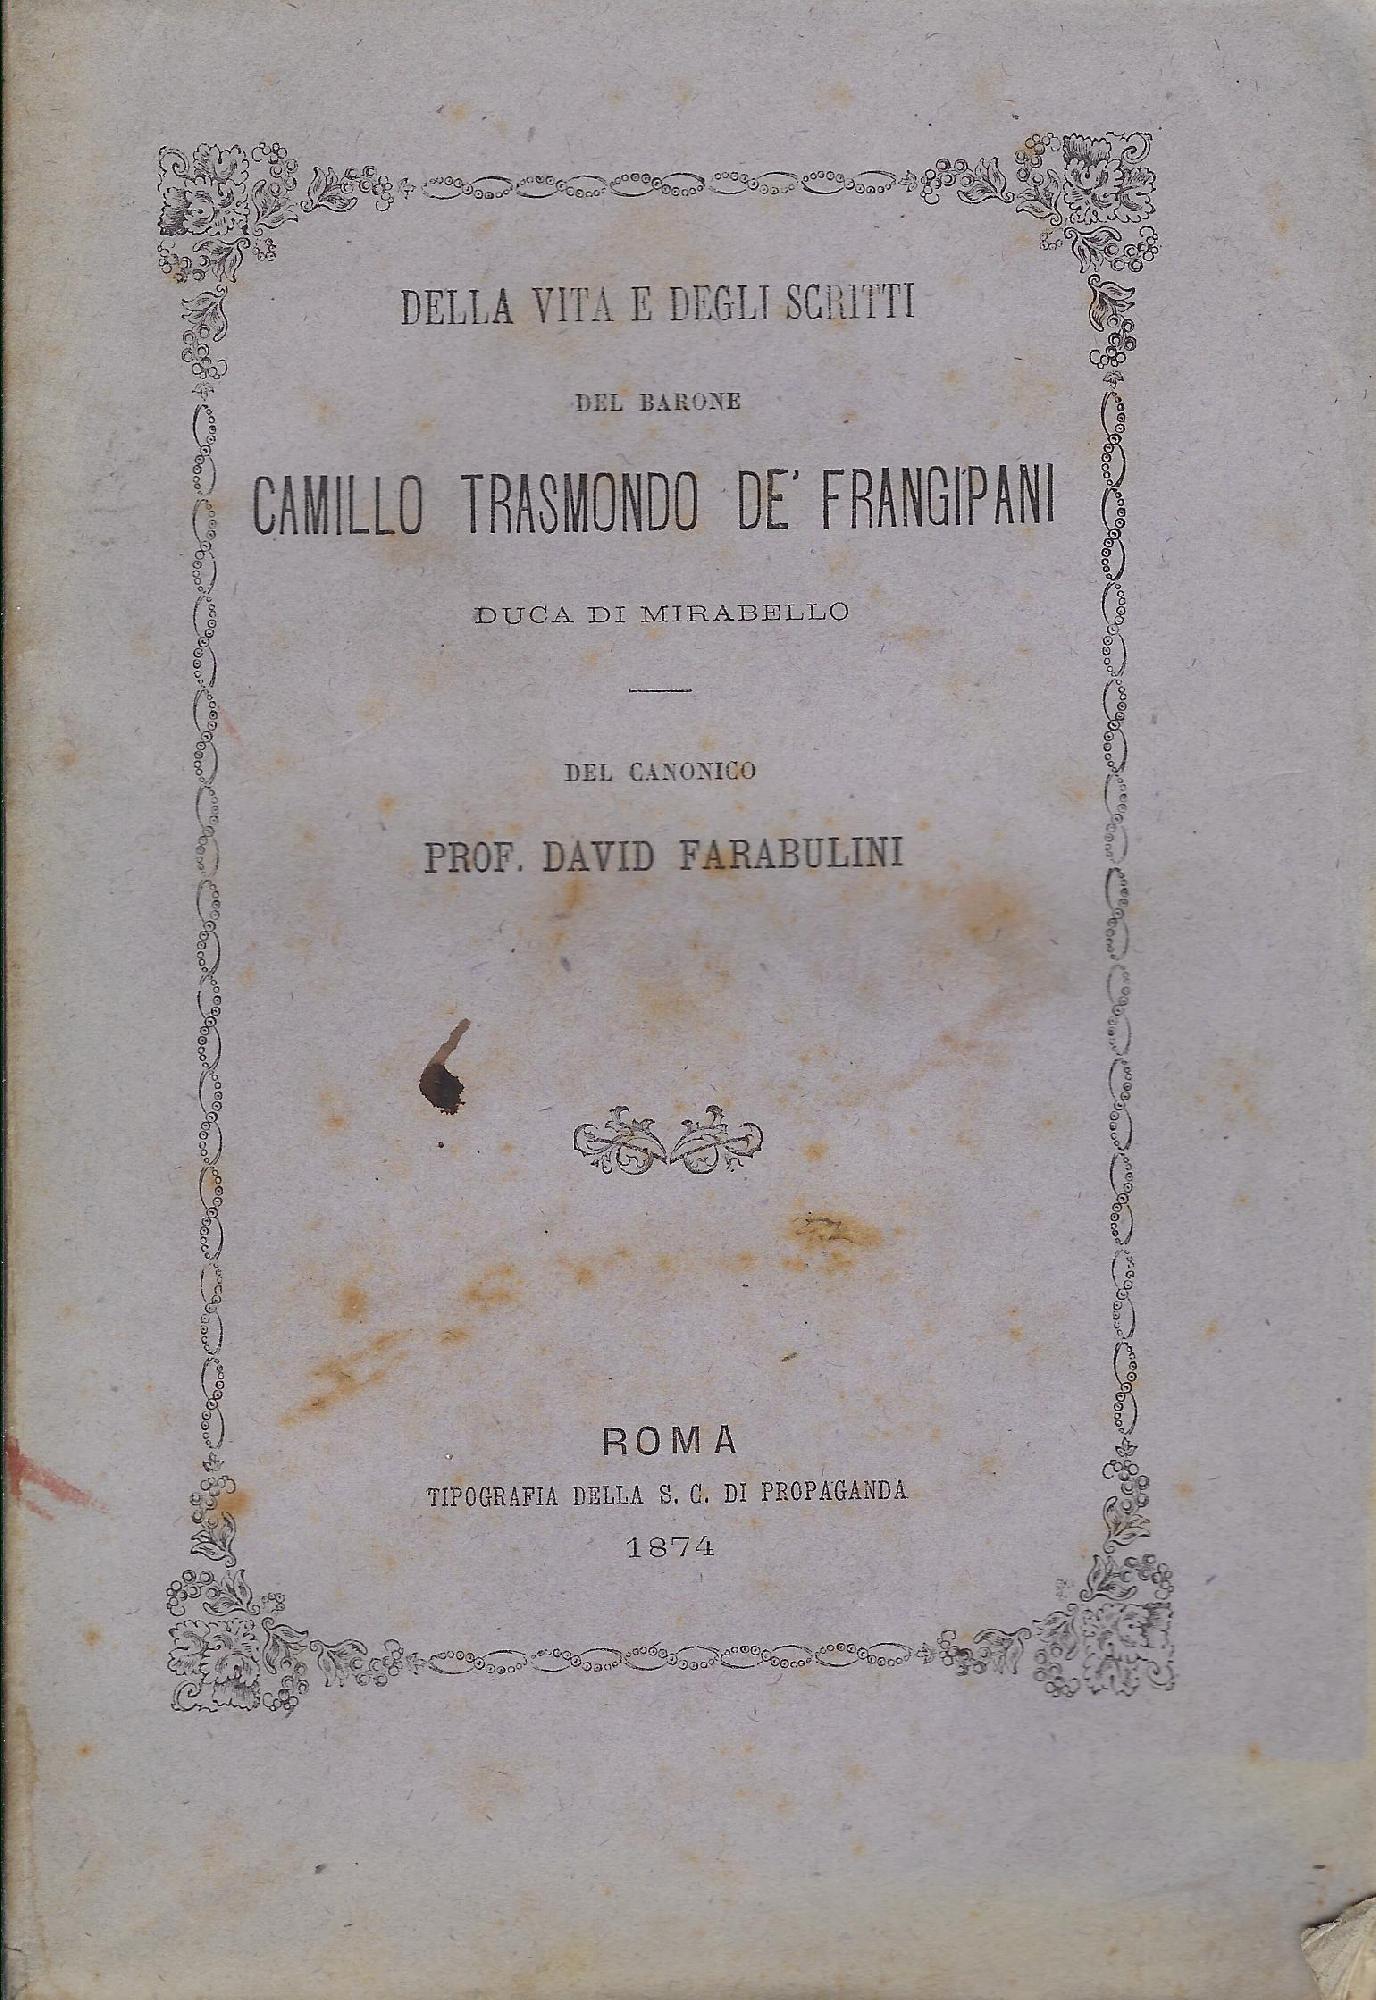 DELLA VITA E DEGLI SCRITTI
DEL BARONE
CAMILLO TRASMONDO DE' FRANGIPANI
DUCA DI MIRABELLO
DEL CANONICO
PROF. DAVID FARABULINI
ROMA
TIPOGRAFIA DELLA S. C. DI PROPAGANDA
1874